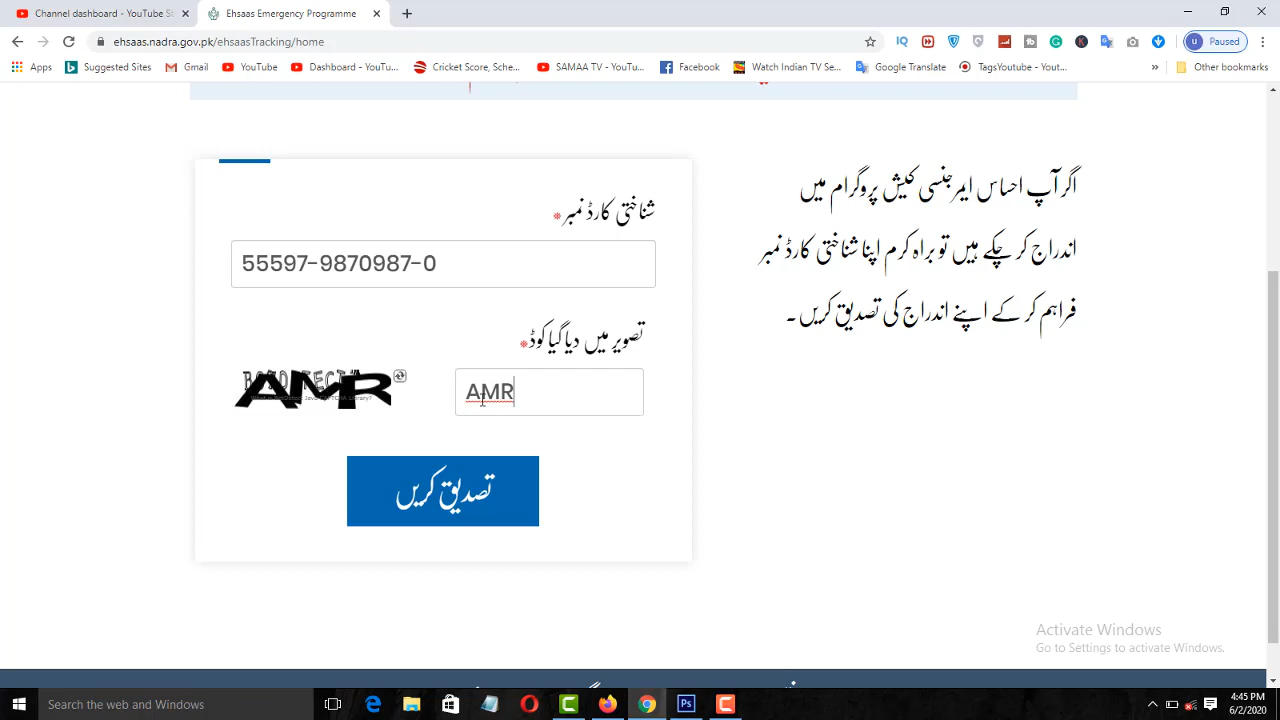 Channel dashboard - YouTube St
Ehsaas Emergency Programme
ehsaas.nadra.gov.pk/ehsaasTracking/home
Paused
Apps
Suggested Sites
Gmail
YouTube
Dashboard - YouTu...
Cricket Score, Sche...
SAMAA TV - YouTu...
Facebook
Watch Indian TV Se...
Google Translate
TagsYoutube - Yout...
Other bookmarks
شناختی کارڈ نمبر *
55597-9870987-0
تصویر میں دیا گیا کوڈ*
AMR
AMR
تصدیق کریں
اگر آپ احساس ایمرجنسی کیش پروگرام میں
اندراج کر چکے ہیں تو براہ کرم اپنا شناختی کارڈ نمبر
فراہم کر کے اپنے اندراج کی تصدیق کریں۔
Activate Windows
Go to Settings to activate Windows.
Search the web and Windows
4:45 PM
6/2/2020